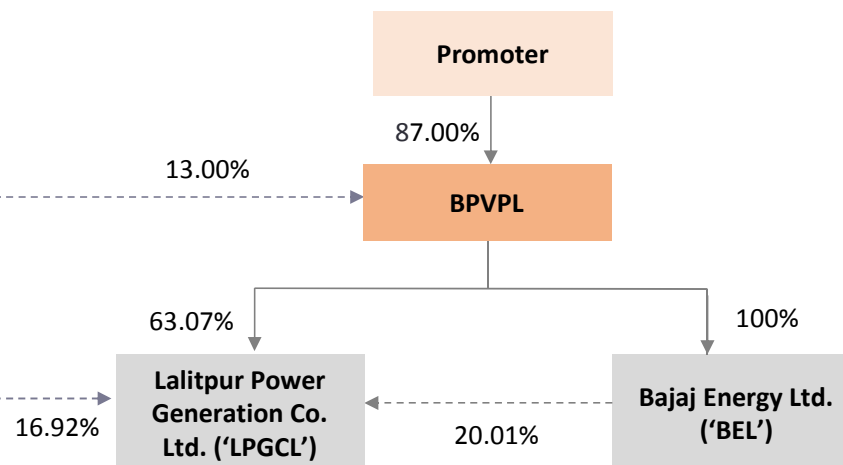 Promoter
87.00%
13.00%
BPVPL
63.07%
100%
Lalitpur Power
Generation Co.
Ltd. (‘LPGCL’)
Bajaj Energy Ltd.
(‘BEL’)
16.92%
20.01%